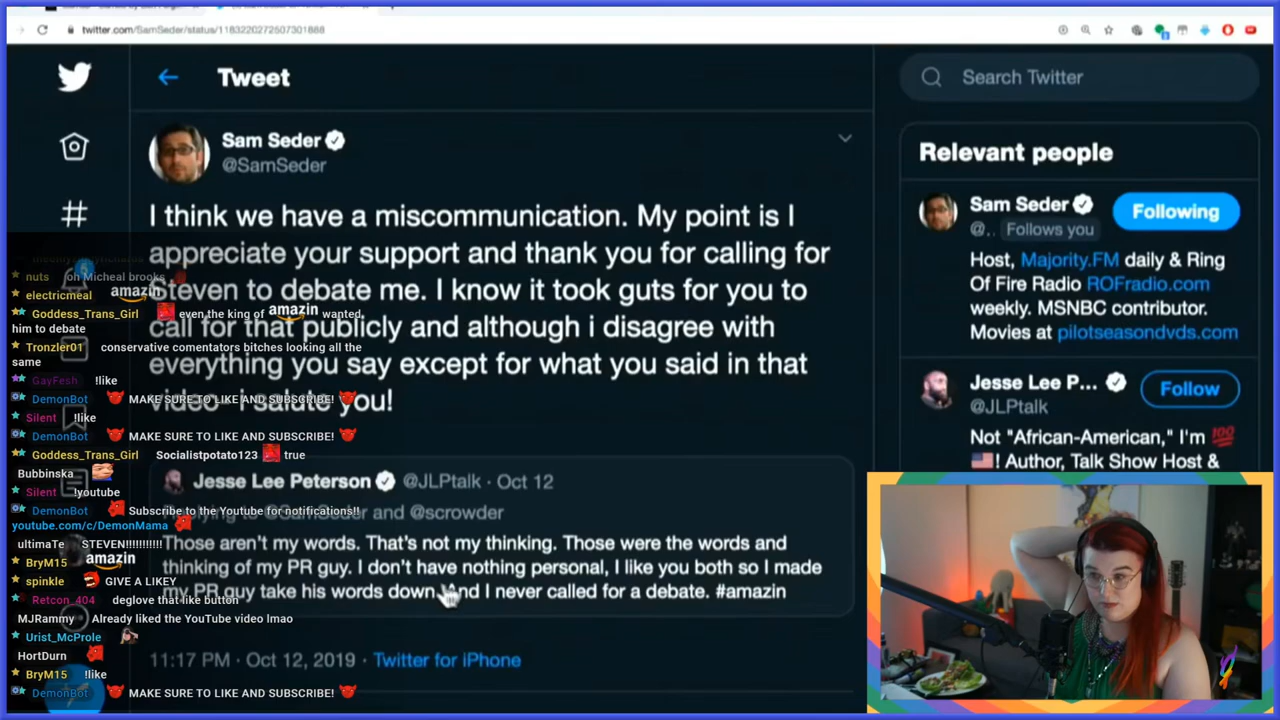 twitter.com/SamSeder/status/1183220272507301888
Tweet
Search Twitter
Sam Seder
@SamSeder
I think we have a miscommunication. My point is I
appreciate your support and thank you for calling for
Steven to debate me. I know it took guts for you to
call for that publicly and although i disagree with
everything you say except for what you said in that
video - i salute you!
Jesse Lee Peterson @JLPtalk · Oct 12
Replying to @SamSeder and @scrowder
Those aren't my words. That's not my thinking. Those were the words and
thinking of my PR guy. I don't have nothing personal, I like you both so I made
my PR guy take his words down. And I never called for a debate. #amazin
11:17 PM · Oct 12, 2019 · Twitter for iPhone
Relevant people
Sam Seder
@.. Follows you
Following
Host, Majority.FM daily & Ring
Of Fire Radio ROFradio.com
weekly. MSNBC contributor.
Movies at pilotseasondvds.com
Jesse Lee P...
@JLPtalk
Follow
Not "African-American," I'm 💯
🇺🇸! Author, Talk Show Host &
nuts oh Micheal brooks
electricmeal amazin
Goddess_Trans_Girl even the king of amazin wanted
him to debate
Tronzler01 conservative comentators bitches looking all the
same
GayFesh !like
DemonBot MAKE SURE TO LIKE AND SUBSCRIBE!
Silent !like
DemonBot MAKE SURE TO LIKE AND SUBSCRIBE!
Goddess_Trans_Girl Socialistpotato123 true
Bubbinska
Silent !youtube
DemonBot Subscribe to the Youtube for notifications!!
youtube.com/c/DemonMama
ultimaTe STEVEN!!!!!!!!!!!
BryM15 amazin
spinkle GIVE A LIKEY
Retcon_404 deglove that like button
MJRammy Already liked the YouTube video lmao
Urist_McProle
HortDurn
BryM15 !like
DemonBot MAKE SURE TO LIKE AND SUBSCRIBE!